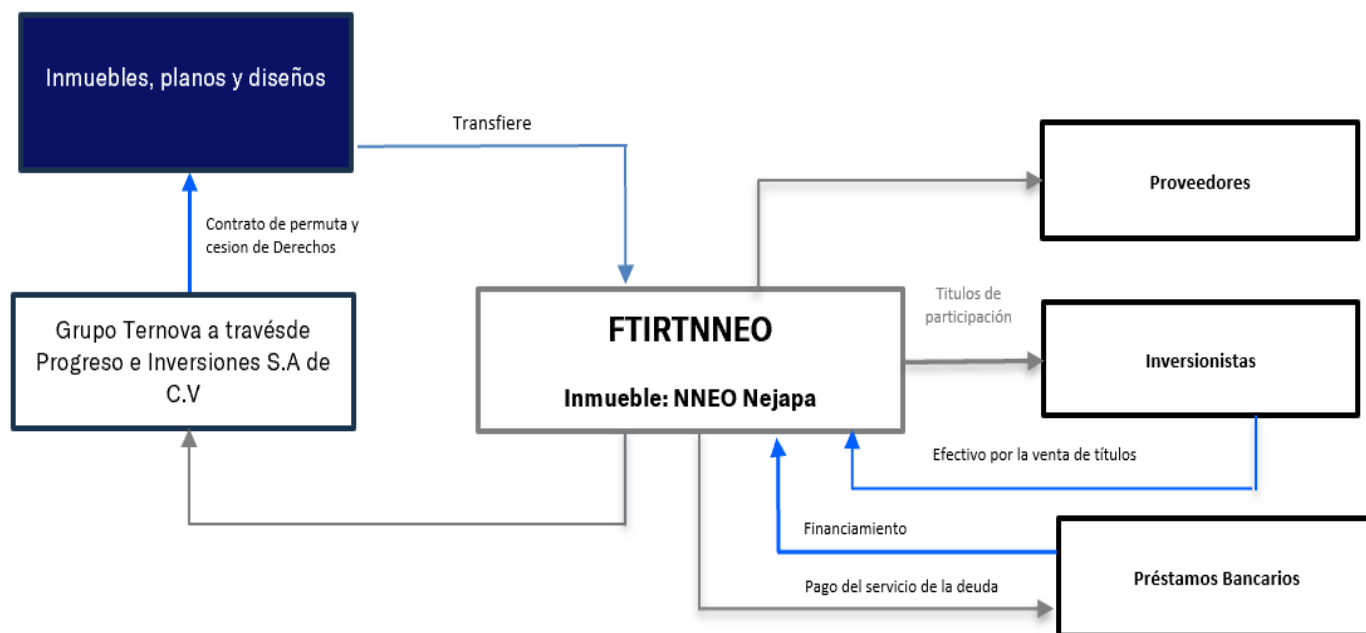 Inmuebles, planos y diseños
Transfiere
Proveedores
Contrato de permuta y
cesion de Derechos
Grupo Ternova a travésde
Progreso e Inversiones S.A de
C.V
FTIRTNNEO
Inmueble: NNEO Nejapa
Titulos de
participación
Inversionistas
Efectivo por la venta de títulos
Financiamiento
Préstamos Bancarios
Pago del servicio de la deuda